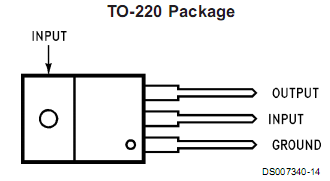 TO-220 Package
INPUT
OUTPUT
INPUT
GROUND
DS007340-14